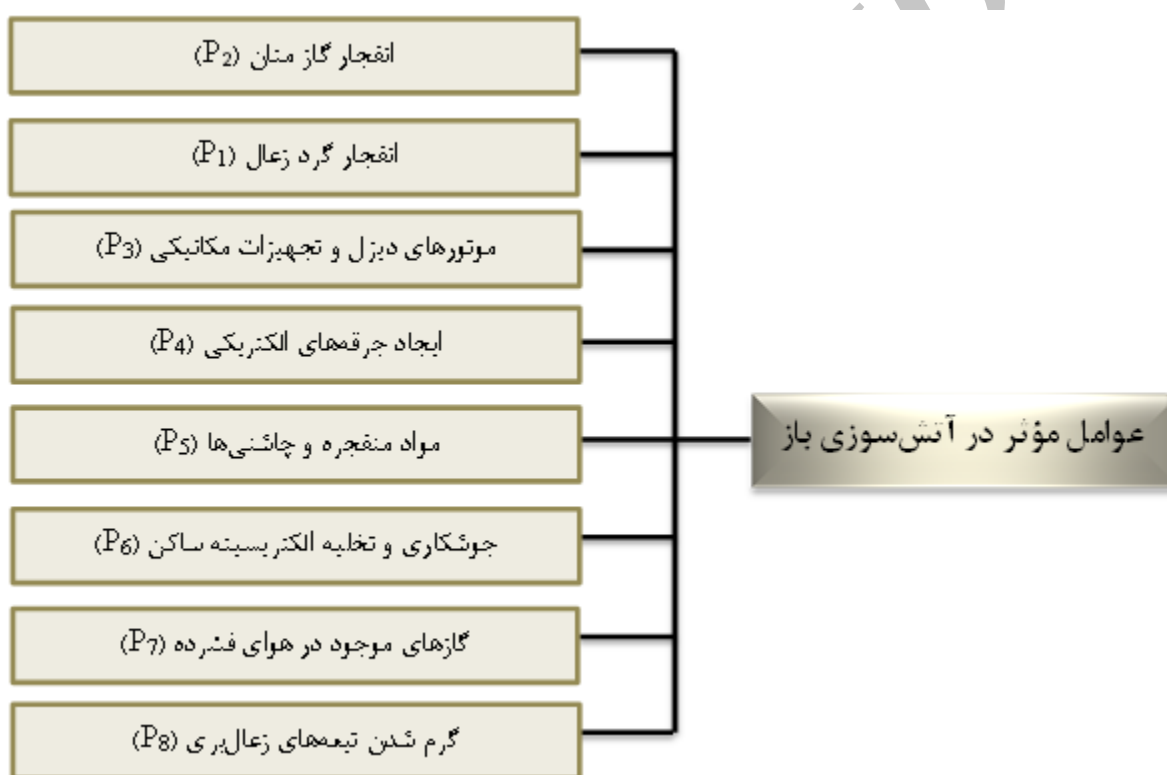 انفجار گاز متان (P2)
انفجار گرد زغال (P1)
موتورهای دیزل و تجهیزات مکانیکی (P3)
ایجاد جرقه‌های الکتریکی (P4)
عوامل مؤثر در آتش‌سوزی باز
مواد منفجره و چاشنی‌ها (P5)
جوشکاری و تخلیه الکتریسیته ساکن (P6)
گازهای موجود در هوای فشرده (P7)
گرم شدن تیغه‌های زغال‌بری (P8)